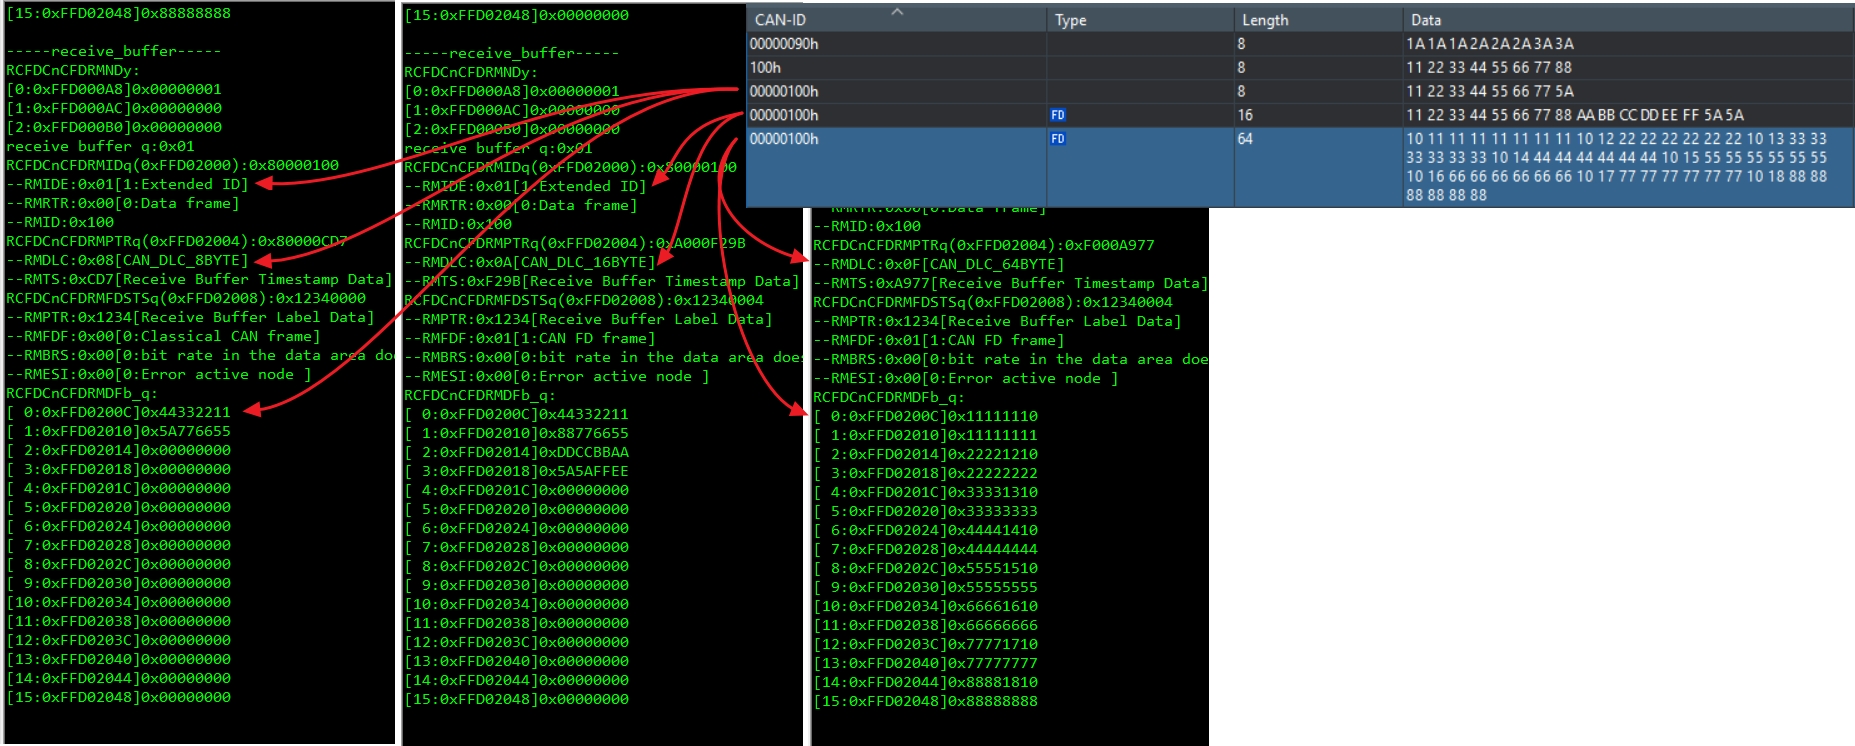 [15:0xFFD02048]0x88888888
-----receive_buffer-----
RCFDCnCFDRMNDy:
[0:0xFFD000A8]0x00000001
[1:0xFFD000AC]0x00000000
[2:0xFFD000B0]0x00000000
receive buffer q:0x01
RCFDCnCFDRMIDq(0xFFD02000):0x80000100
--RMIDE:0x01[1:Extended ID]
--RMRTR:0x00[0:Data frame]
--RMID:0x100
RCFDCnCFDRMPTRq(0xFFD02004):0x80000CD7
--RMDLC:0x08[CAN_DLC_8BYTE]
--RMTS:0xCD7[Receive Buffer Timestamp Data]
RCFDCnCFDRMFDSTSq(0xFFD02008):0x12340000
--RMPTR:0x1234[Receive Buffer Label Data]
--RMFDF:0x00[0:Classical CAN frame]
--RMBRS:0x00[0:bit rate in the data area doe
--RMESI:0x00[0:Error active node ]
RCFDCnCFDRMDFb_q:
[ 0:0xFFD0200C]0x44332211
[ 1:0xFFD02010]0x5A776655
[ 2:0xFFD02014]0x00000000
[ 3:0xFFD02018]0x00000000
[ 4:0xFFD0201C]0x00000000
[ 5:0xFFD02020]0x00000000
[ 6:0xFFD02024]0x00000000
[ 7:0xFFD02028]0x00000000
[ 8:0xFFD0202C]0x00000000
[ 9:0xFFD02030]0x00000000
[10:0xFFD02034]0x00000000
[11:0xFFD02038]0x00000000
[12:0xFFD0203C]0x00000000
[13:0xFFD02040]0x00000000
[14:0xFFD02044]0x00000000
[15:0xFFD02048]0x00000000
[15:0xFFD02048]0x00000000
-----receive_buffer-----
RCFDCnCFDRMNDy:
[0:0xFFD000A8]0x00000001
[1:0xFFD000AC]0x00000000
[2:0xFFD000B0]0x00000000
receive buffer q:0x01
RCFDCnCFDRMIDq(0xFFD02000):0x80000100
--RMIDE:0x01[1:Extended ID]
--RMRTR:0x00[0:Data frame]
--RMID:0x100
RCFDCnCFDRMPTRq(0xFFD02004):0xA000F29B
--RMDLC:0x0A[CAN_DLC_16BYTE]
--RMTS:0xF29B[Receive Buffer Timestamp Data]
RCFDCnCFDRMFDSTSq(0xFFD02008):0x12340004
--RMPTR:0x1234[Receive Buffer Label Data]
--RMFDF:0x01[1:CAN FD frame]
--RMBRS:0x00[0:bit rate in the data area does
--RMESI:0x00[0:Error active node ]
RCFDCnCFDRMDFb_q:
[ 0:0xFFD0200C]0x44332211
[ 1:0xFFD02010]0x88776655
[ 2:0xFFD02014]0xDDCCBBAA
[ 3:0xFFD02018]0x5A5AFFEE
[ 4:0xFFD0201C]0x00000000
[ 5:0xFFD02020]0x00000000
[ 6:0xFFD02024]0x00000000
[ 7:0xFFD02028]0x00000000
[ 8:0xFFD0202C]0x00000000
[ 9:0xFFD02030]0x00000000
[10:0xFFD02034]0x00000000
[11:0xFFD02038]0x00000000
[12:0xFFD0203C]0x00000000
[13:0xFFD02040]0x00000000
[14:0xFFD02044]0x00000000
[15:0xFFD02048]0x00000000
CAN-ID Type Length Data
00000090h 8 1A 1A 1A 2A 2A 2A 3A 3A
100h 8 11 22 33 44 55 66 77 88
00000100h 8 11 22 33 44 55 66 77 5A
00000100h FD 16 11 22 33 44 55 66 77 88 AA BB CC DD EE FF 5A 5A
00000100h FD 64 10 11 11 11 11 11 11 11 10 12 22 22 22 22 22 22 10 13 33 33
33 33 33 33 10 14 44 44 44 44 44 44 10 15 55 55 55 55 55 55
10 16 66 66 66 66 66 66 10 17 77 77 77 77 77 77 10 18 88 88
88 88 88 88
--RMRTR:0x00[0:Data frame]
--RMID:0x100
RCFDCnCFDRMPTRq(0xFFD02004):0xF000A977
--RMDLC:0x0F[CAN_DLC_64BYTE]
--RMTS:0xA977[Receive Buffer Timestamp Data]
RCFDCnCFDRMFDSTSq(0xFFD02008):0x12340004
--RMPTR:0x1234[Receive Buffer Label Data]
--RMFDF:0x01[1:CAN FD frame]
--RMBRS:0x00[0:bit rate in the data area doe
--RMESI:0x00[0:Error active node ]
RCFDCnCFDRMDFb_q:
[ 0:0xFFD0200C]0x11111110
[ 1:0xFFD02010]0x11111111
[ 2:0xFFD02014]0x22221210
[ 3:0xFFD02018]0x22222222
[ 4:0xFFD0201C]0x33331310
[ 5:0xFFD02020]0x33333333
[ 6:0xFFD02024]0x44441410
[ 7:0xFFD02028]0x44444444
[ 8:0xFFD0202C]0x55551510
[ 9:0xFFD02030]0x55555555
[10:0xFFD02034]0x66661610
[11:0xFFD02038]0x66666666
[12:0xFFD0203C]0x77771710
[13:0xFFD02040]0x77777777
[14:0xFFD02044]0x88881810
[15:0xFFD02048]0x88888888